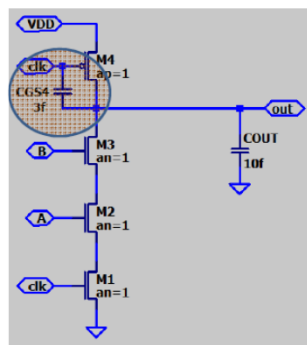 VDD
M4
clk
ap=1
CGS4
3f
out
M3
B
an=1
COUT
10f
M2
A
an=1
M1
clk
an=1